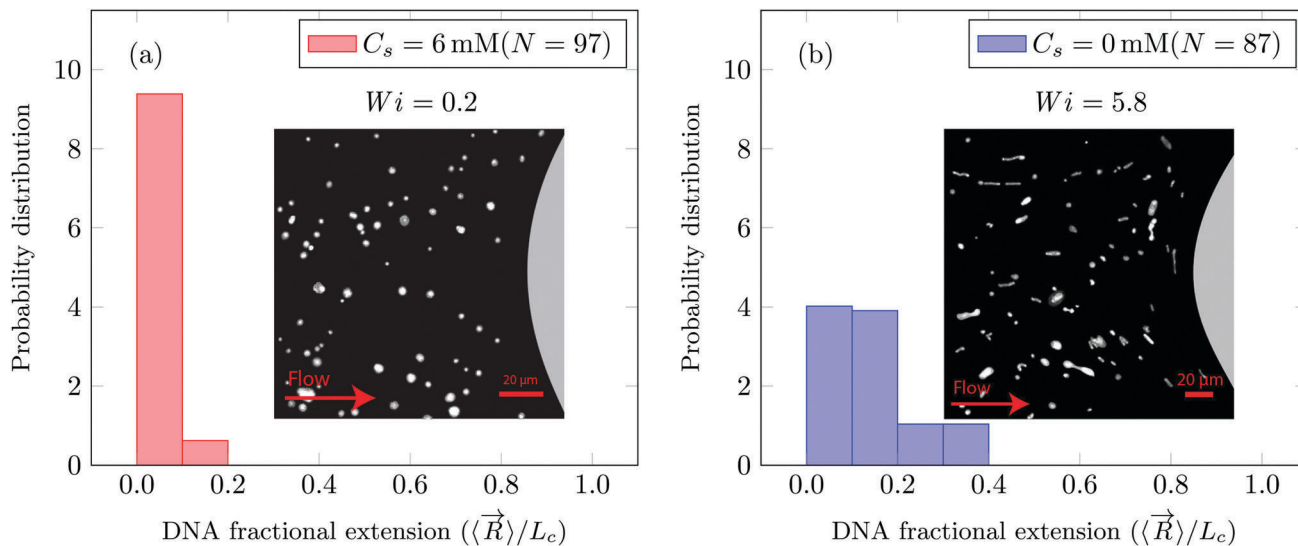 (a)
C_s = 6 mM(N = 97)
Wi = 0.2
Flow
20 µm
Probability distribution
10
8
6
4
2
0
0.0 0.2 0.4 0.6 0.8 1.0
DNA fractional extension (⟨R⃗⟩/L_c)
(b)
C_s = 0 mM(N = 87)
Wi = 5.8
Flow
20 µm
Probability distribution
10
8
6
4
2
0
0.0 0.2 0.4 0.6 0.8 1.0
DNA fractional extension (⟨R⃗⟩/L_c)